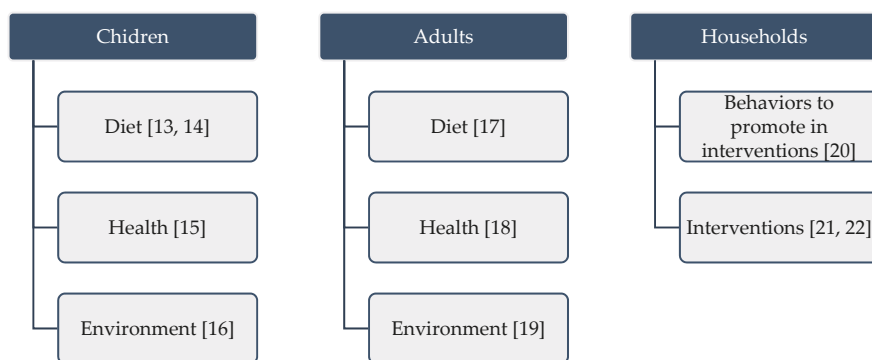 Chidren
Diet [13, 14]
Health [15]
Environment [16]
Adults
Diet [17]
Health [18]
Environment [19]
Households
Behaviors to
promote in
interventions [20]
Interventions [21, 22]